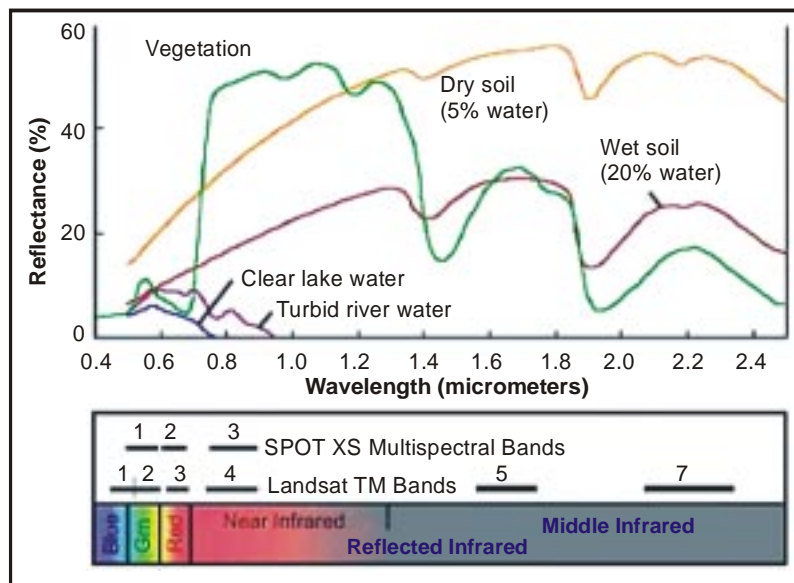 60
40
20
0
Reflectance (%)
Vegetation
Dry soil
(5% water)
Wet soil
(20% water)
Clear lake water
Turbid river water
0.4 0.6 0.8 1.0 1.2 1.4 1.6 1.8 2.0 2.2 2.4
Wavelength (micrometers)
1 2 3 SPOT XS Multispectral Bands
1 2 3 4 Landsat TM Bands 5 7
Blue Grn Red Near Infrared Middle Infrared
Reflected Infrared